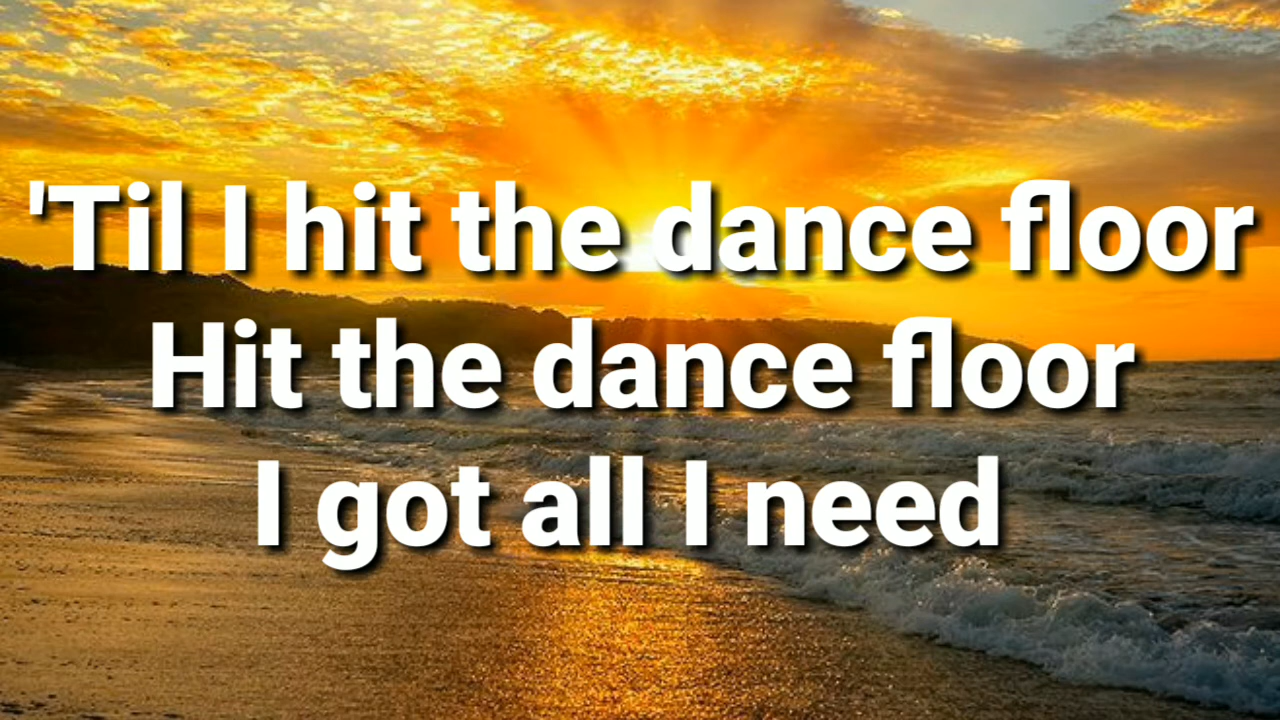 'Til I hit the dance floor
Hit the dance floor
I got all I need